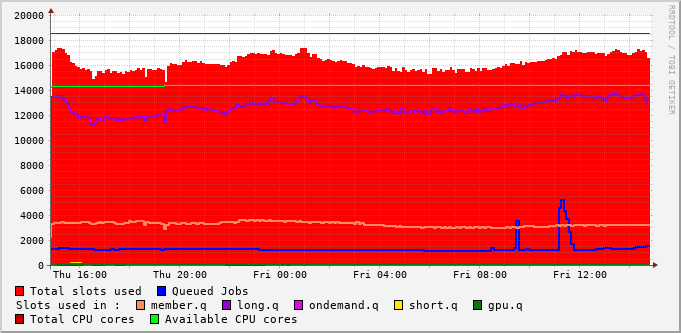 20000
18000
16000
14000
12000
10000
8000
6000
4000
2000
0
Thu 16:00 Thu 20:00 Fri 00:00 Fri 04:00 Fri 08:00 Fri 12:00
RRDTOOL / TOBI OETIKER
Total slots used Queued Jobs
Slots used in : member.q long.q ondemand.q short.q gpu.q
Total CPU cores Available CPU cores